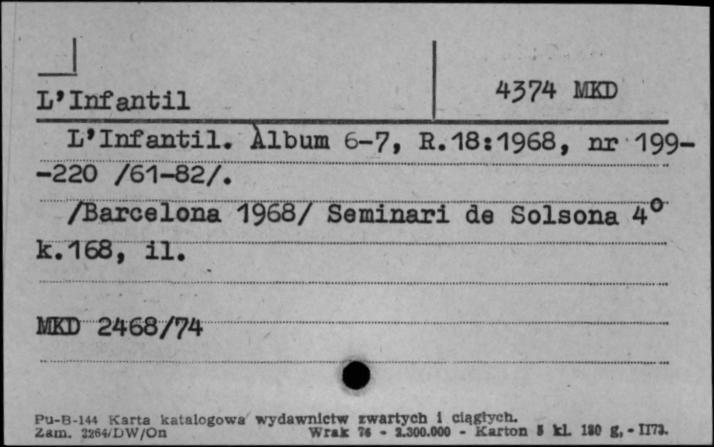 L'Infantil
4374 MKD
L'Infantil. Àlbum 6-7, R.18:1968, nr 199-
-220 /61-82/.
/Barcelona 1968/ Seminari de Solsona 4°
k.168, il.
MKD 2468/74
Pu-B-144 Karta katalogowa wydawnictw zwartych i ciągłych.
Zam. 2264/DW/On Wrak 76 - 2.300.000 - Karton 5 kl. 180 g. - II73.